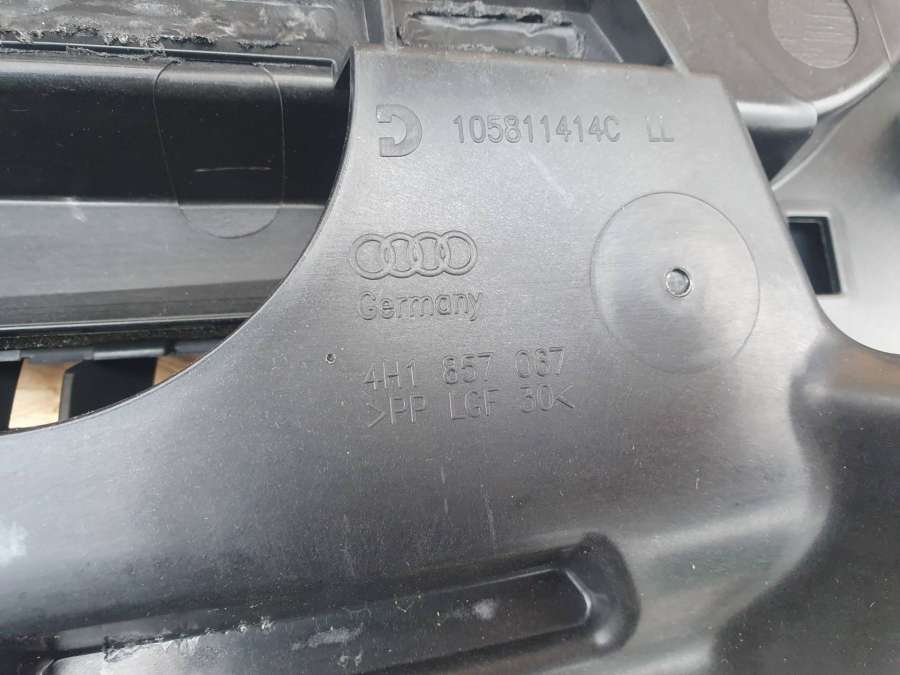 105811414C LL
Germany
4H1 857 067
>PP LGF 30<